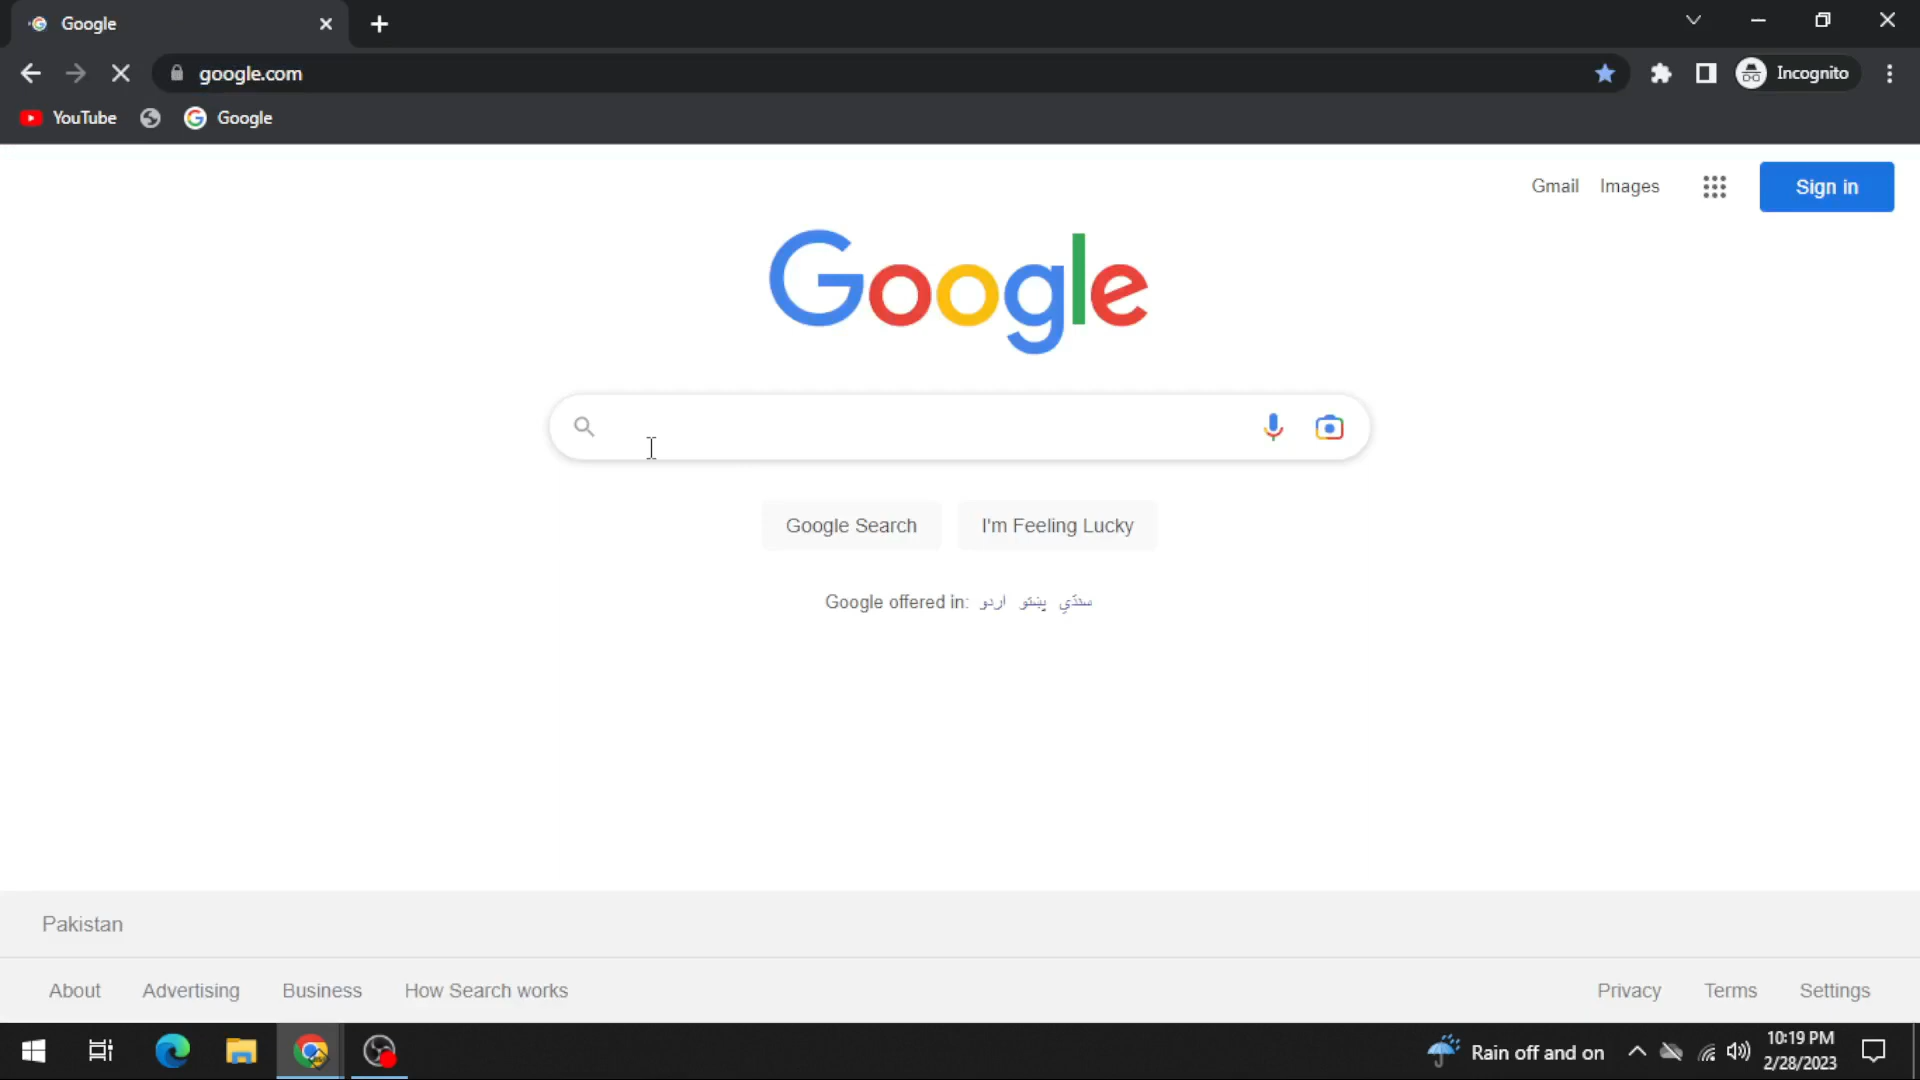 Google
google.com
Incognito
YouTube
Google
Gmail Images
Sign in
Google
Google Search I'm Feeling Lucky
Google offered in: اردو پښتو سنڌي
Pakistan
About Advertising Business How Search works
Privacy Terms Settings
Rain off and on
10:19 PM
2/28/2023